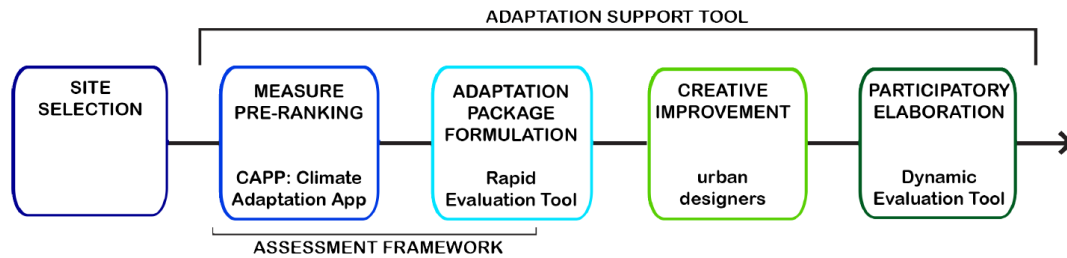 ADAPTATION SUPPORT TOOL
SITE
SELECTION
MEASURE
PRE-RANKING
CAPP: Climate
Adaptation App
ADAPTATION
PACKAGE
FORMULATION
Rapid
Evaluation Tool
CREATIVE
IMPROVEMENT
urban
designers
PARTICIPATORY
ELABORATION
Dynamic
Evaluation Tool
ASSESSMENT FRAMEWORK